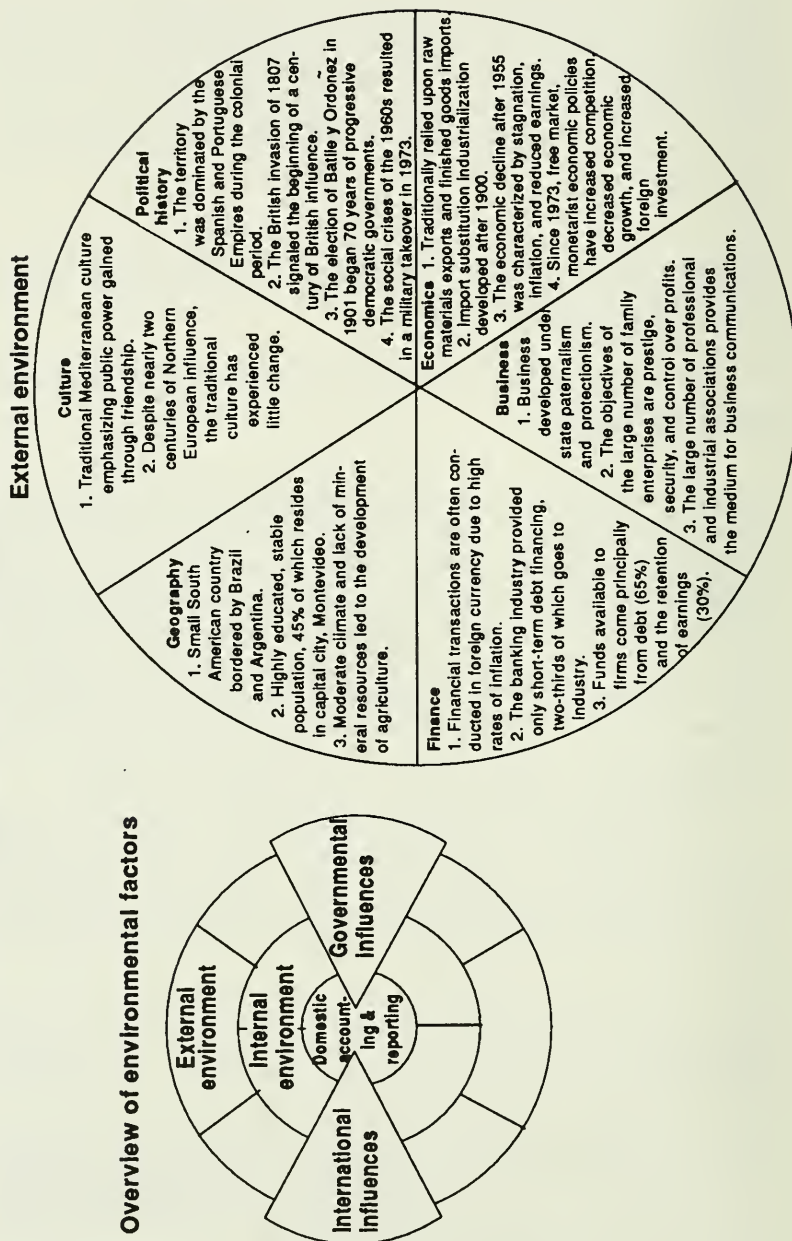 Overview of environmental factors
External
environment
Internal
environment
Domestic
account-
ing &
reporting
International
influences
Governmental
influences
External environment
Culture
1. Traditional Mediterranean culture
emphasizing public power gained
through friendship.
2. Despite nearly two
centuries of Northern
European influence,
the traditional
culture has
experienced
little change.
Political
history
1. The territory
was dominated by the
Spanish and Portuguese
Empires during the colonial
period.
2. The British invasion of 1807
signaled the beginning of a cen-
tury of British influence.
3. The election of Batlle y Ordonez in
1901 began 70 years of progressive
democratic governments.
4. The social crises of the 1960s resulted
in a military takeover in 1973.
Economics 1. Traditionally relied upon raw
materials exports and finished goods imports.
2. Import substitution industrialization
developed after 1900.
3. The economic decline after 1955
was characterized by stagnation,
inflation, and reduced earnings.
4. Since 1973, free market,
monetarist economic policies
have increased competition,
decreased economic
growth, and increased
foreign
investment.
Business
1. Business
developed under
state paternalism
and protectionism.
2. The objectives of
the large number of family
enterprises are prestige,
security, and control over profits.
3. The large number of professional
and industrial associations provides
the medium for business communications.
Finance
1. Financial transactions are often con-
ducted in foreign currency due to high
rates of inflation.
2. The banking industry provided
only short-term debt financing,
two-thirds of which goes to
industry.
3. Funds available to
firms come principally
from debt (65%)
and the retention
of earnings
(30%).
Geography
1. Small South
American country
bordered by Brazil
and Argentina.
2. Highly educated, stable
population, 45% of which resides
in capital city, Montevideo.
3. Moderate climate and lack of min-
eral resources led to the development
of agriculture.